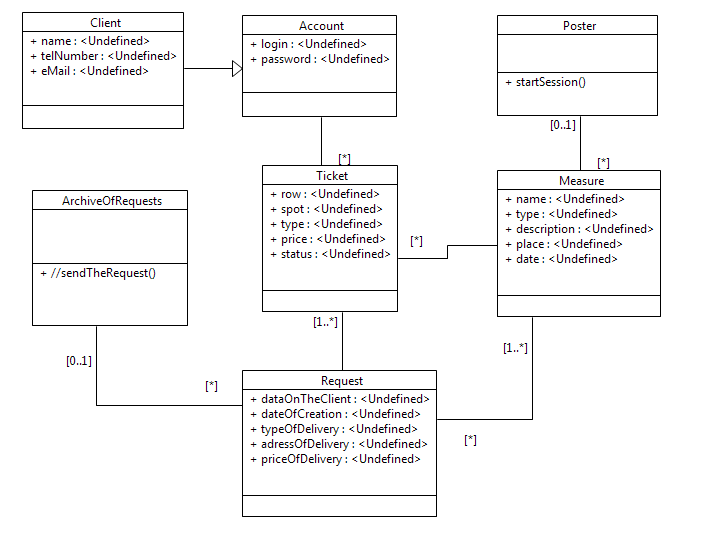 Client
+ name : <Undefined>
+ telNumber : <Undefined>
+ eMail : <Undefined>
Account
+ login : <Undefined>
+ password : <Undefined>
Poster
+ startSession()
[0..1]
[*]
[*]
ArchiveOfRequests
+ //sendTheRequest()
Ticket
+ row : <Undefined>
+ spot : <Undefined>
+ type : <Undefined>
+ price : <Undefined>
+ status : <Undefined>
[*]
Measure
+ name : <Undefined>
+ type : <Undefined>
+ description : <Undefined>
+ place : <Undefined>
+ date : <Undefined>
[1..*]
[0..1]
[*]
[1..*]
Request
+ dataOnTheClient : <Undefined>
+ dateOfCreation : <Undefined>
+ typeOfDelivery : <Undefined>
+ adressOfDelivery : <Undefined>
+ priceOfDelivery : <Undefined>
[*]